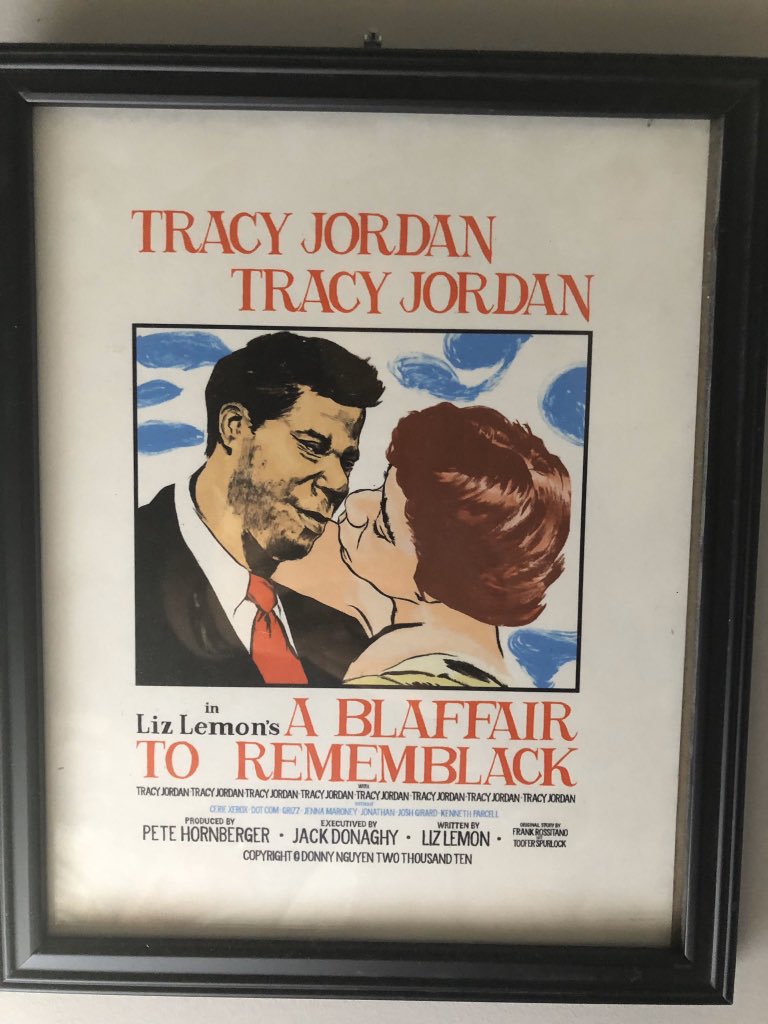 TRACY JORDAN
TRACY JORDAN
in
Liz Lemon's A BLAFFAIR
TO REMEMBLACK
WITH
TRACY JORDAN·TRACY JORDAN·TRACY JORDAN·TRACY JORDAN·TRACY JORDAN·TRACY JORDAN·TRACY JORDAN·TRACY JORDAN
WITHOUT
CERIE XEROX·DOT COM·GRIZZ·JENNA MARONEY·JONATHAN·JOSH GIRARD·KENNETH PARCELL
PRODUCED BY EXECUTIVED BY WRITTEN BY ORIGINAL STORY BY
PETE HORNBERGER · JACK DONAGHY · LIZ LEMON · FRANK ROSSITANO
TOOFER SPURLOCK
COPYRIGHT © DONNY NGUYEN TWO THOUSAND TEN